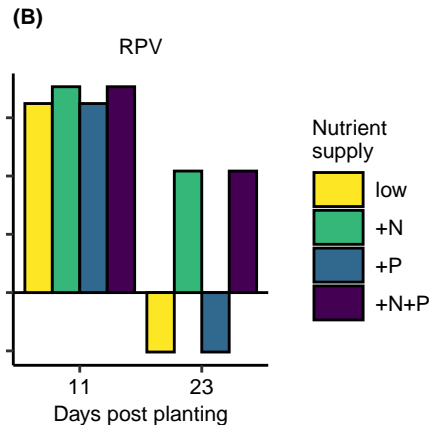 (B)
RPV
Nutrient
supply
low
+N
+P
+N+P
11
23
Days post planting